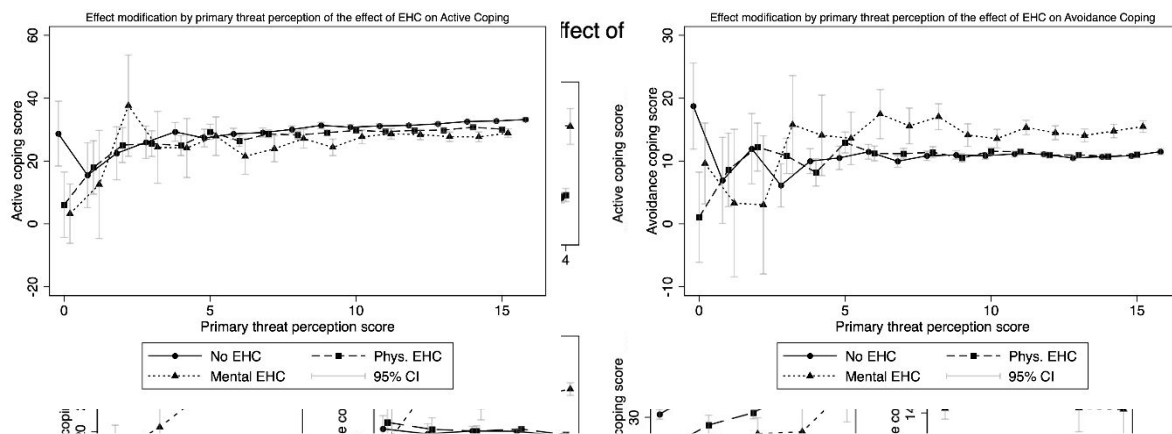 Effect modification by primary threat perception of the effect of EHC on Active Coping
60
40
20
0
-20
Active coping score
0 5 10 15
Primary threat perception score
No EHC
Phys. EHC
Mental EHC
95% CI
ffect of
4
Active coping score
Effect modification by primary threat perception of the effect of EHC on Avoidance Coping
30
20
10
0
-10
Avoidance coping score
0 5 10 15
Primary threat perception score
No EHC
Phys. EHC
Mental EHC
95% CI
coping score
30
14